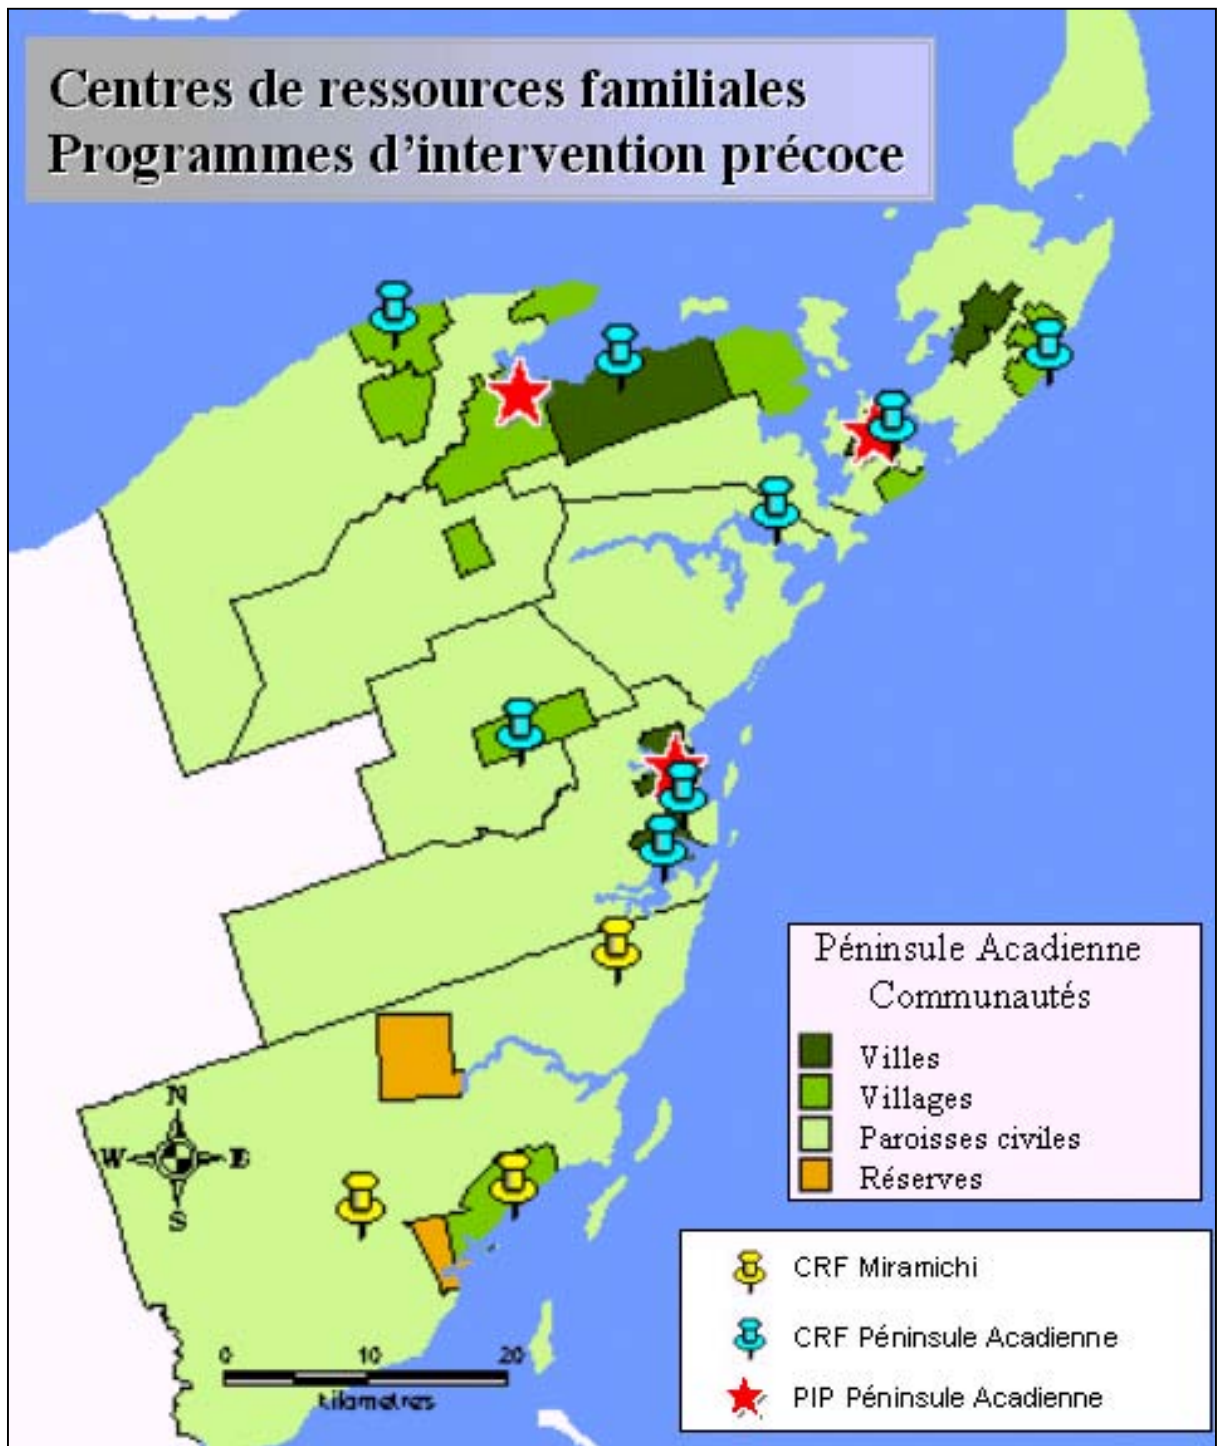 Centres de ressources familiales
Programmes d'intervention précoce
Péninsule Acadienne
Communautés
Villes
Villages
Paroisses civiles
Réserves
N
W E
S
CRF Miramichi
CRF Péninsule Acadienne
PIP Péninsule Acadienne
0 10 20
kilometres